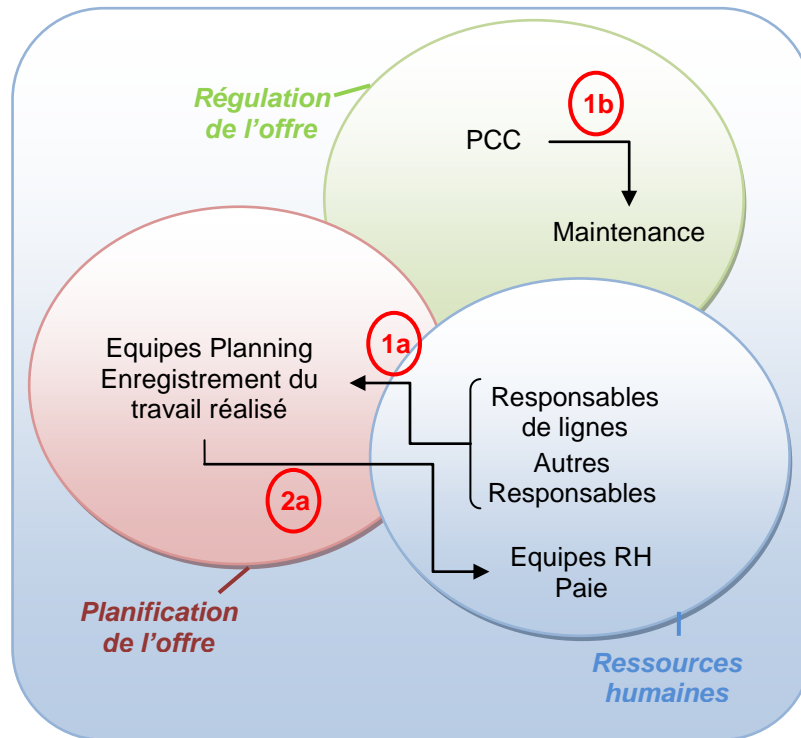 Régulation
de l'offre
1b
PCC
Maintenance
1a
Equipes Planning
Enregistrement du
travail réalisé
Responsables
de lignes
Autres
Responsables
2a
Equipes RH
Paie
Planification
de l'offre
Ressources
humaines